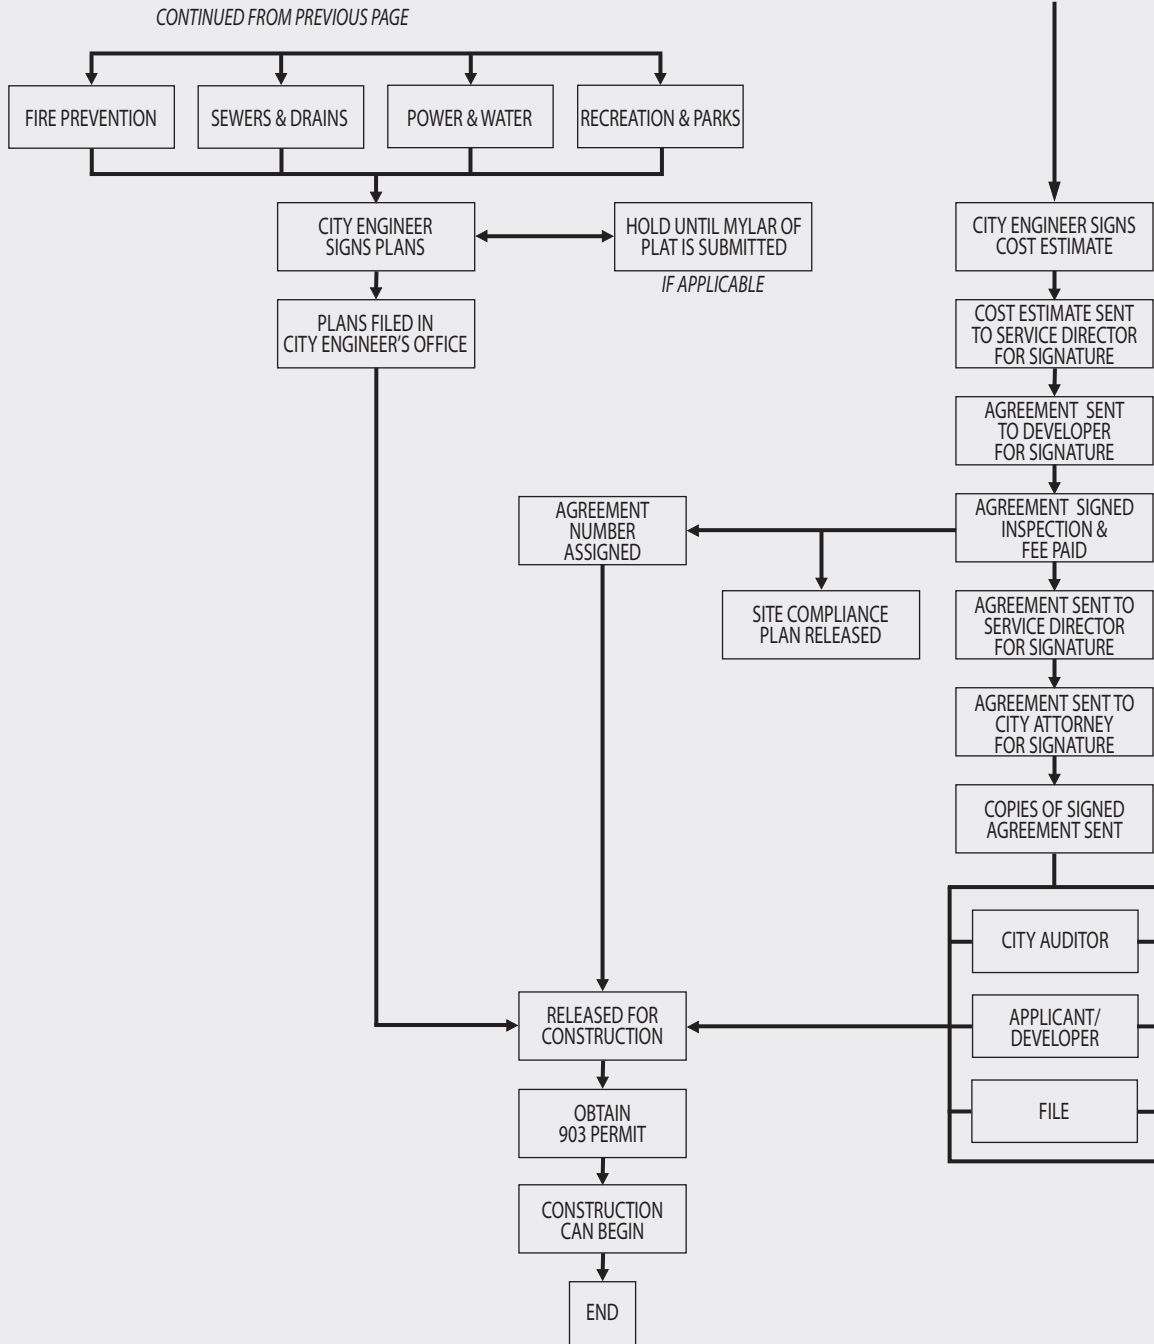 CONTINUED FROM PREVIOUS PAGE
FIRE PREVENTION
SEWERS & DRAINS
POWER & WATER
RECREATION & PARKS
CITY ENGINEER
SIGNS PLANS
HOLD UNTIL MYLAR OF
PLAT IS SUBMITTED
IF APPLICABLE
PLANS FILED IN
CITY ENGINEER'S OFFICE
CITY ENGINEER SIGNS
COST ESTIMATE
COST ESTIMATE SENT
TO SERVICE DIRECTOR
FOR SIGNATURE
AGREEMENT SENT
TO DEVELOPER
FOR SIGNATURE
AGREEMENT SIGNED
INSPECTION &
FEE PAID
AGREEMENT
NUMBER
ASSIGNED
SITE COMPLIANCE
PLAN RELEASED
AGREEMENT SENT TO
SERVICE DIRECTOR
FOR SIGNATURE
AGREEMENT SENT TO
CITY ATTORNEY
FOR SIGNATURE
COPIES OF SIGNED
AGREEMENT SENT
CITY AUDITOR
APPLICANT/
DEVELOPER
FILE
RELEASED FOR
CONSTRUCTION
OBTAIN
903 PERMIT
CONSTRUCTION
CAN BEGIN
END